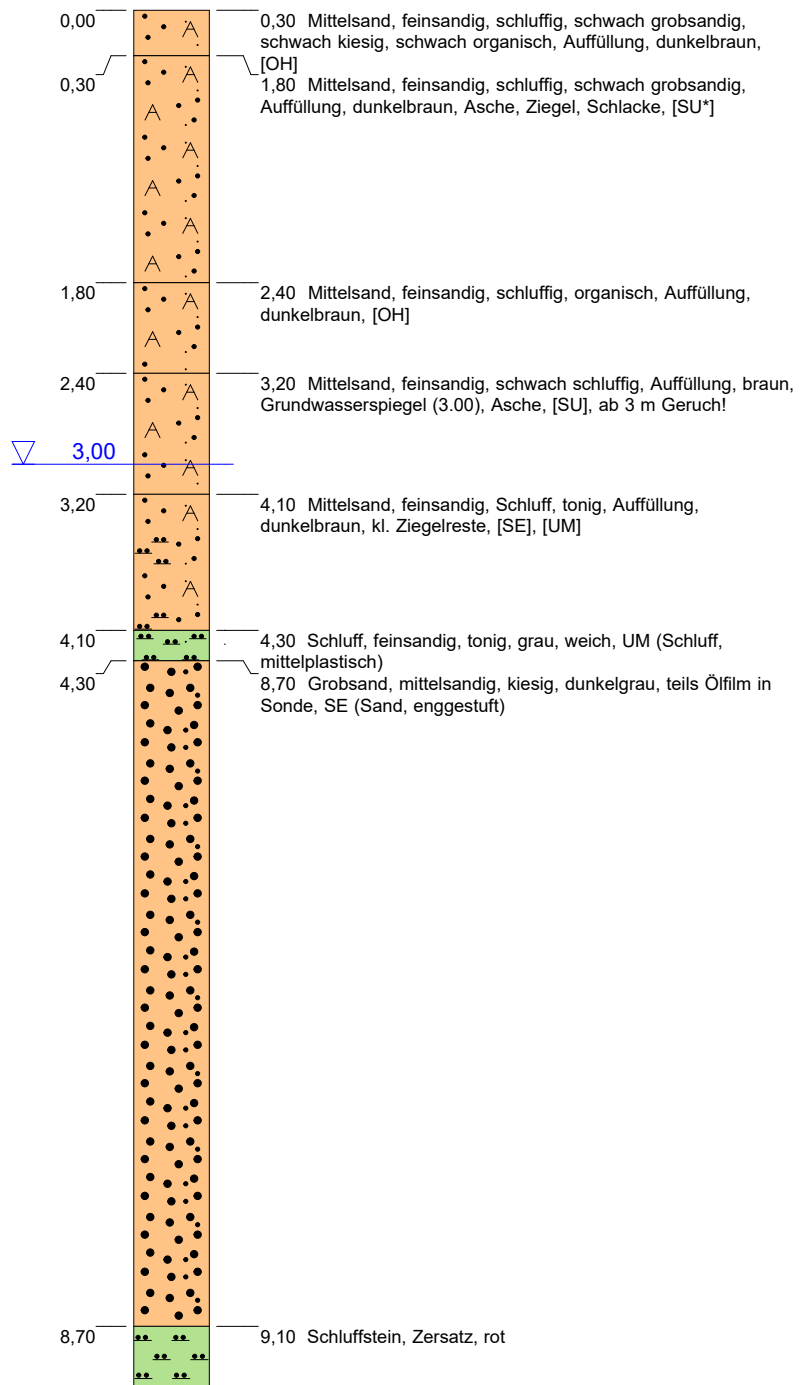 0,00
0,30 Mittelsand, feinsandig, schluffig, schwach grobsandig,
schwach kiesig, schwach organisch, Auffüllung, dunkelbraun,
[OH]
0,30
1,80 Mittelsand, feinsandig, schluffig, schwach grobsandig,
Auffüllung, dunkelbraun, Asche, Ziegel, Schlacke, [SU*]
1,80
2,40 Mittelsand, feinsandig, schluffig, organisch, Auffüllung,
dunkelbraun, [OH]
2,40
3,20 Mittelsand, feinsandig, schwach schluffig, Auffüllung, braun,
Grundwasserspiegel (3.00), Asche, [SU], ab 3 m Geruch!
3,00
3,20
4,10 Mittelsand, feinsandig, Schluff, tonig, Auffüllung,
dunkelbraun, kl. Ziegelreste, [SE], [UM]
4,10
4,30 Schluff, feinsandig, tonig, grau, weich, UM (Schluff,
mittelplastisch)
4,30
8,70 Grobsand, mittelsandig, kiesig, dunkelgrau, teils Ölfilm in
Sonde, SE (Sand, enggestuft)
8,70
9,10 Schluffstein, Zersatz, rot